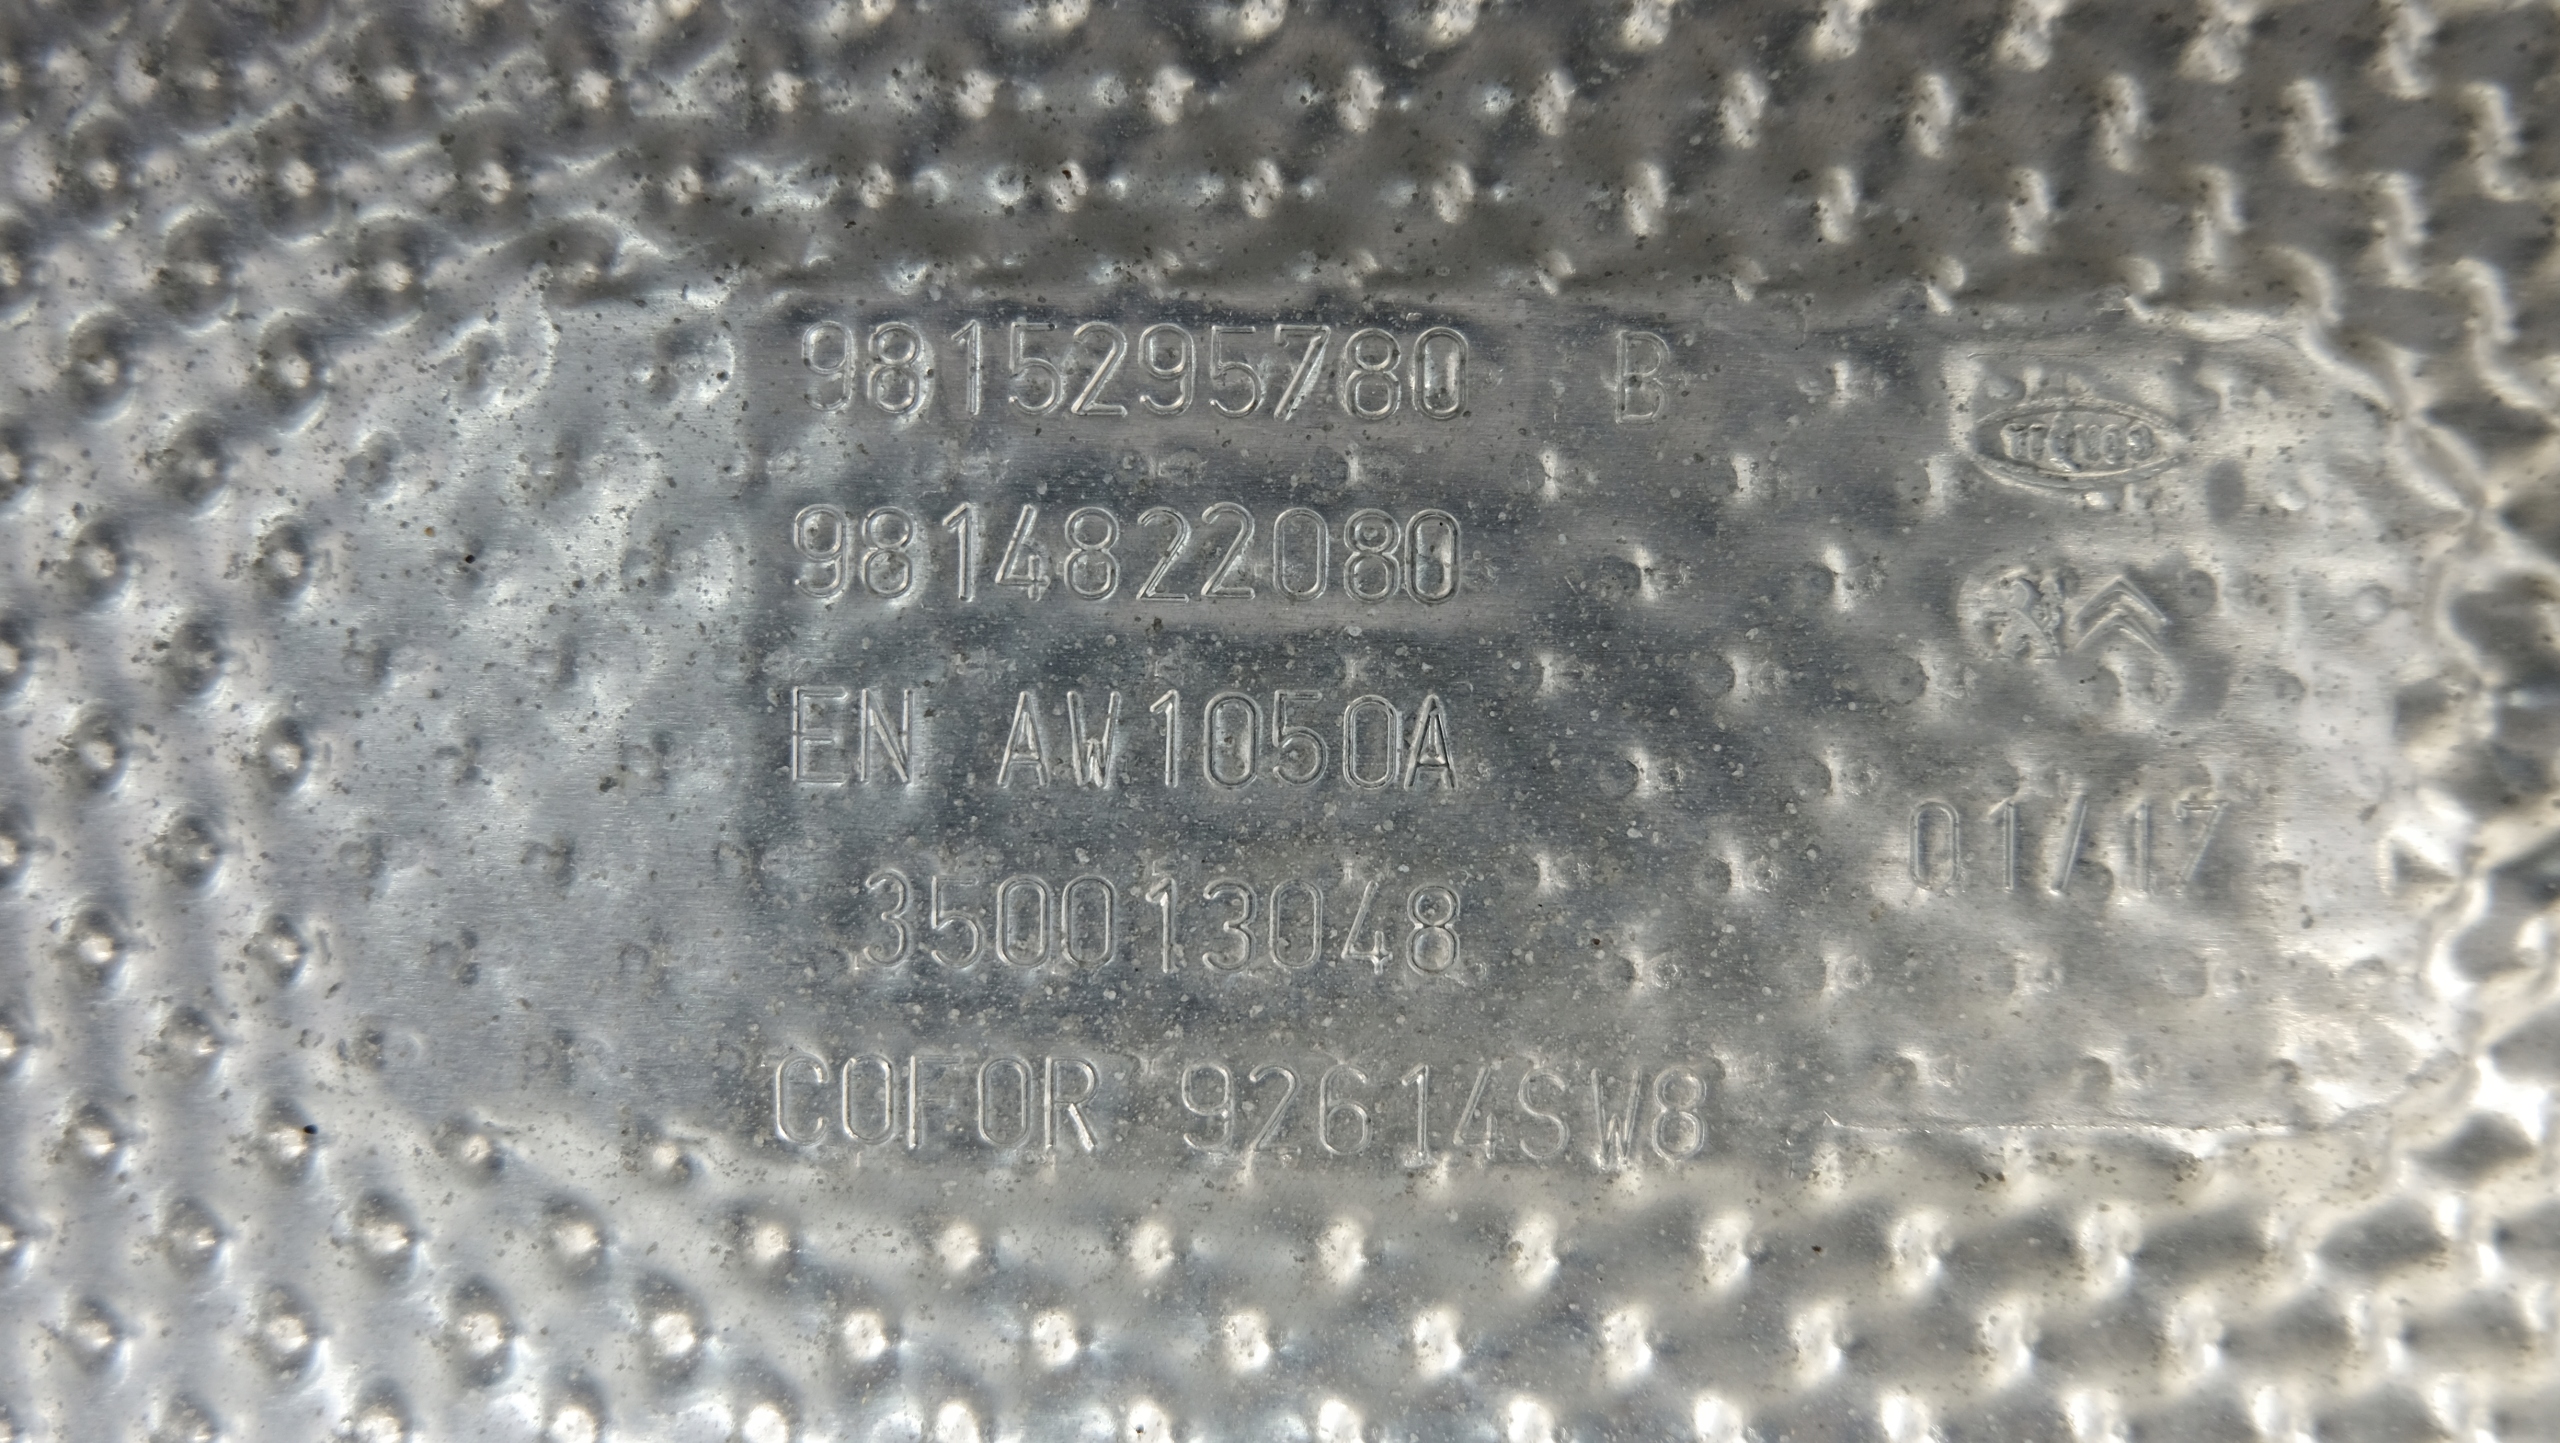 9815295780 B
9814822080
EN AW1050A
350013048
01/17
COFOR 92614SW8